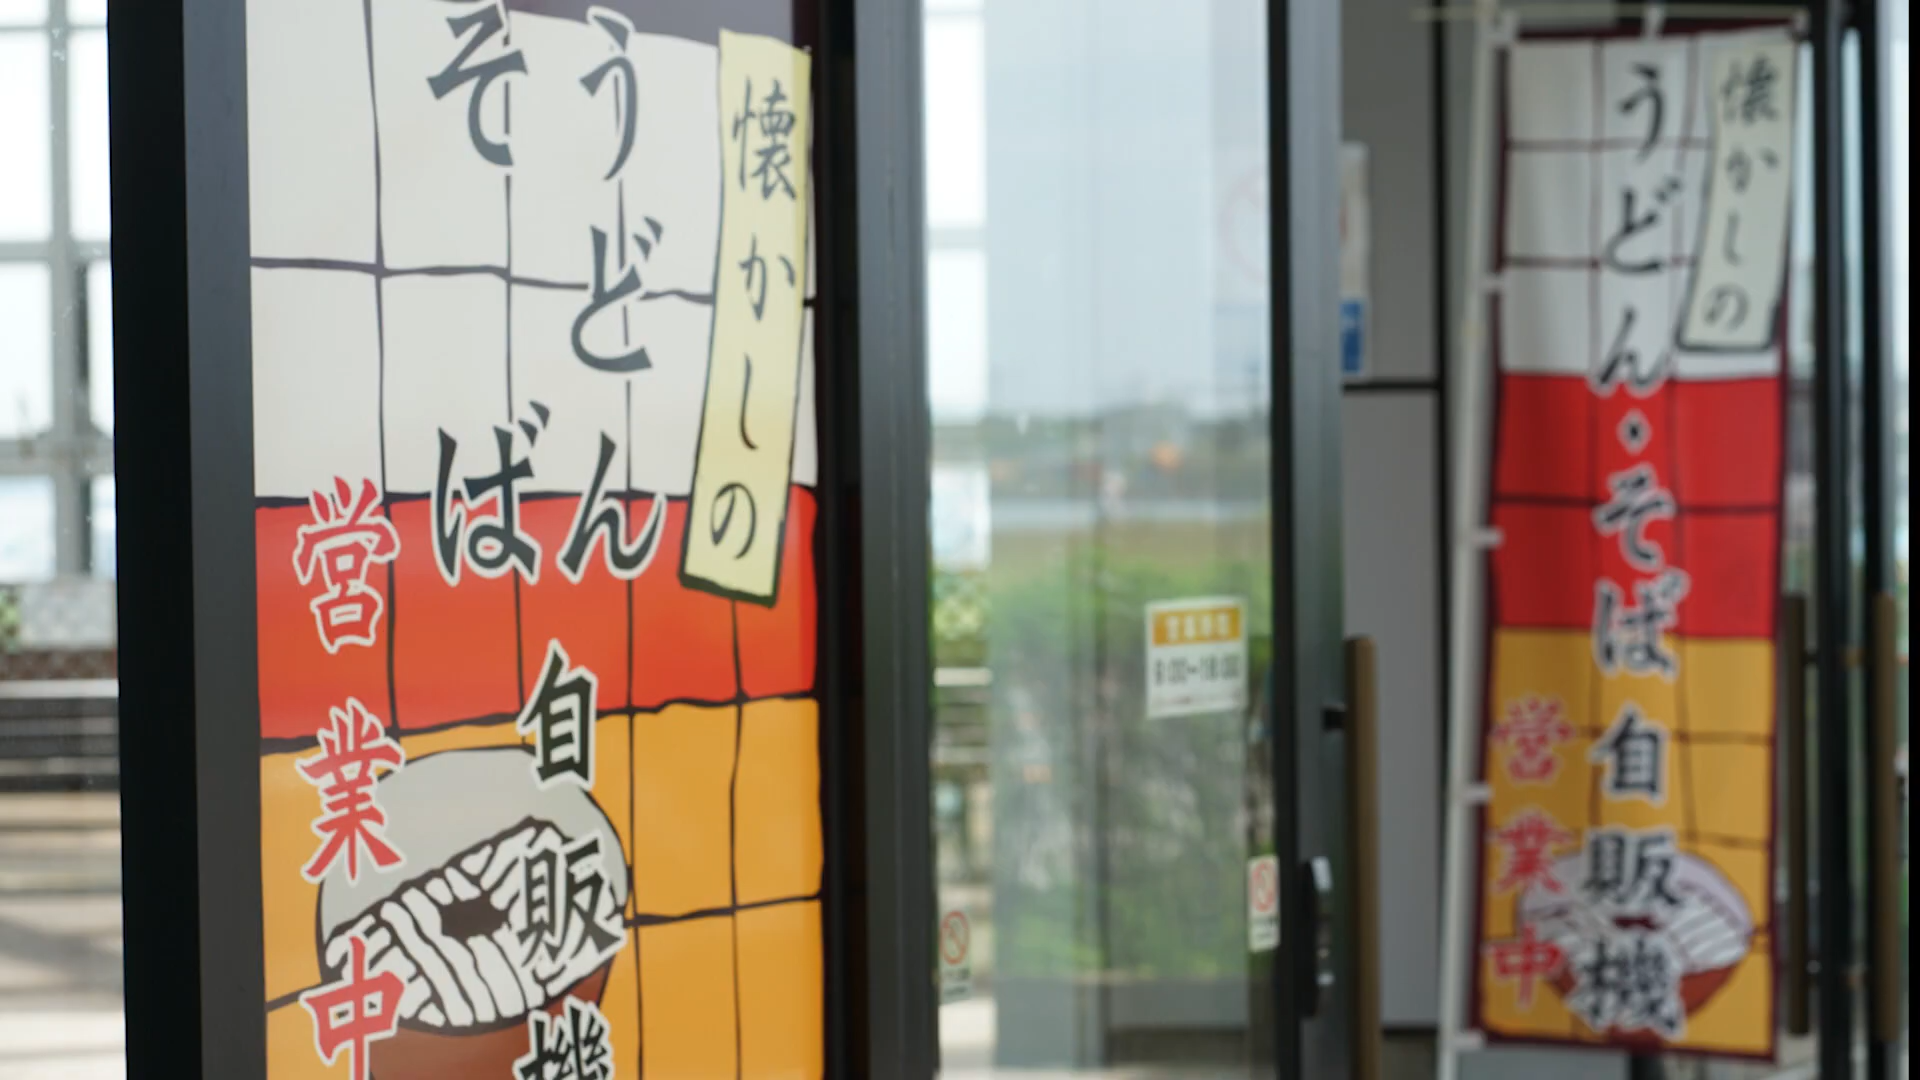 懐かしの
うどん
そば
自販機
営業中
懐かしの
うどん・そば自販機
営業中